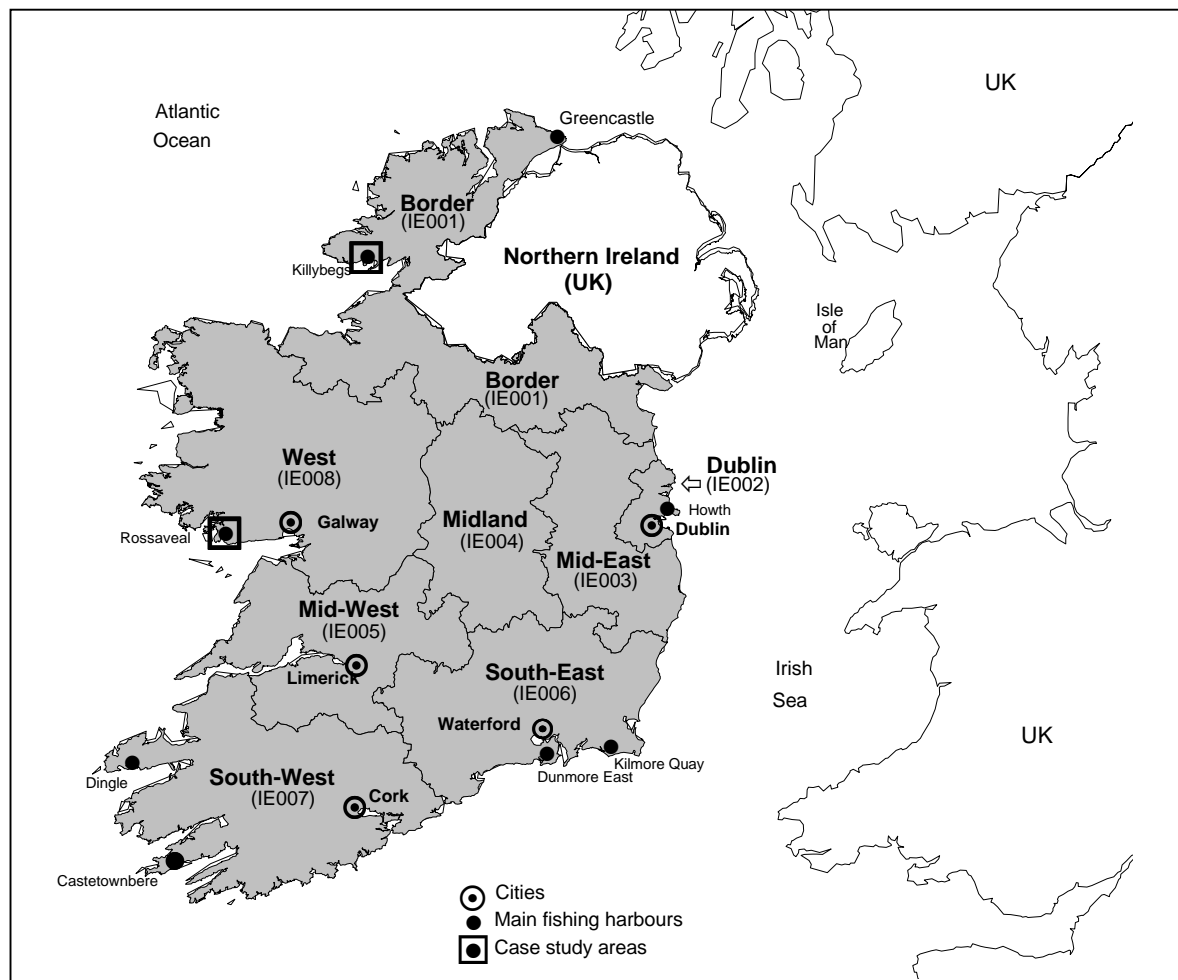 UK
Atlantic
Ocean
Greencastle
Border
(IE001)
Killybegs
Northern Ireland
(UK)
Isle
of
Man
Border
(IE001)
West
(IE008)
Dublin
(IE002)
Howth
Rossaveal
Galway
Midland
(IE004)
Dublin
Mid-East
(IE003)
Mid-West
(IE005)
Limerick
South-East
(IE006)
Irish
Sea
Waterford
UK
Kilmore Quay
Dunmore East
Dingle
South-West
(IE007)
Cork
Castetownbere
Cities
Main fishing harbours
Case study areas